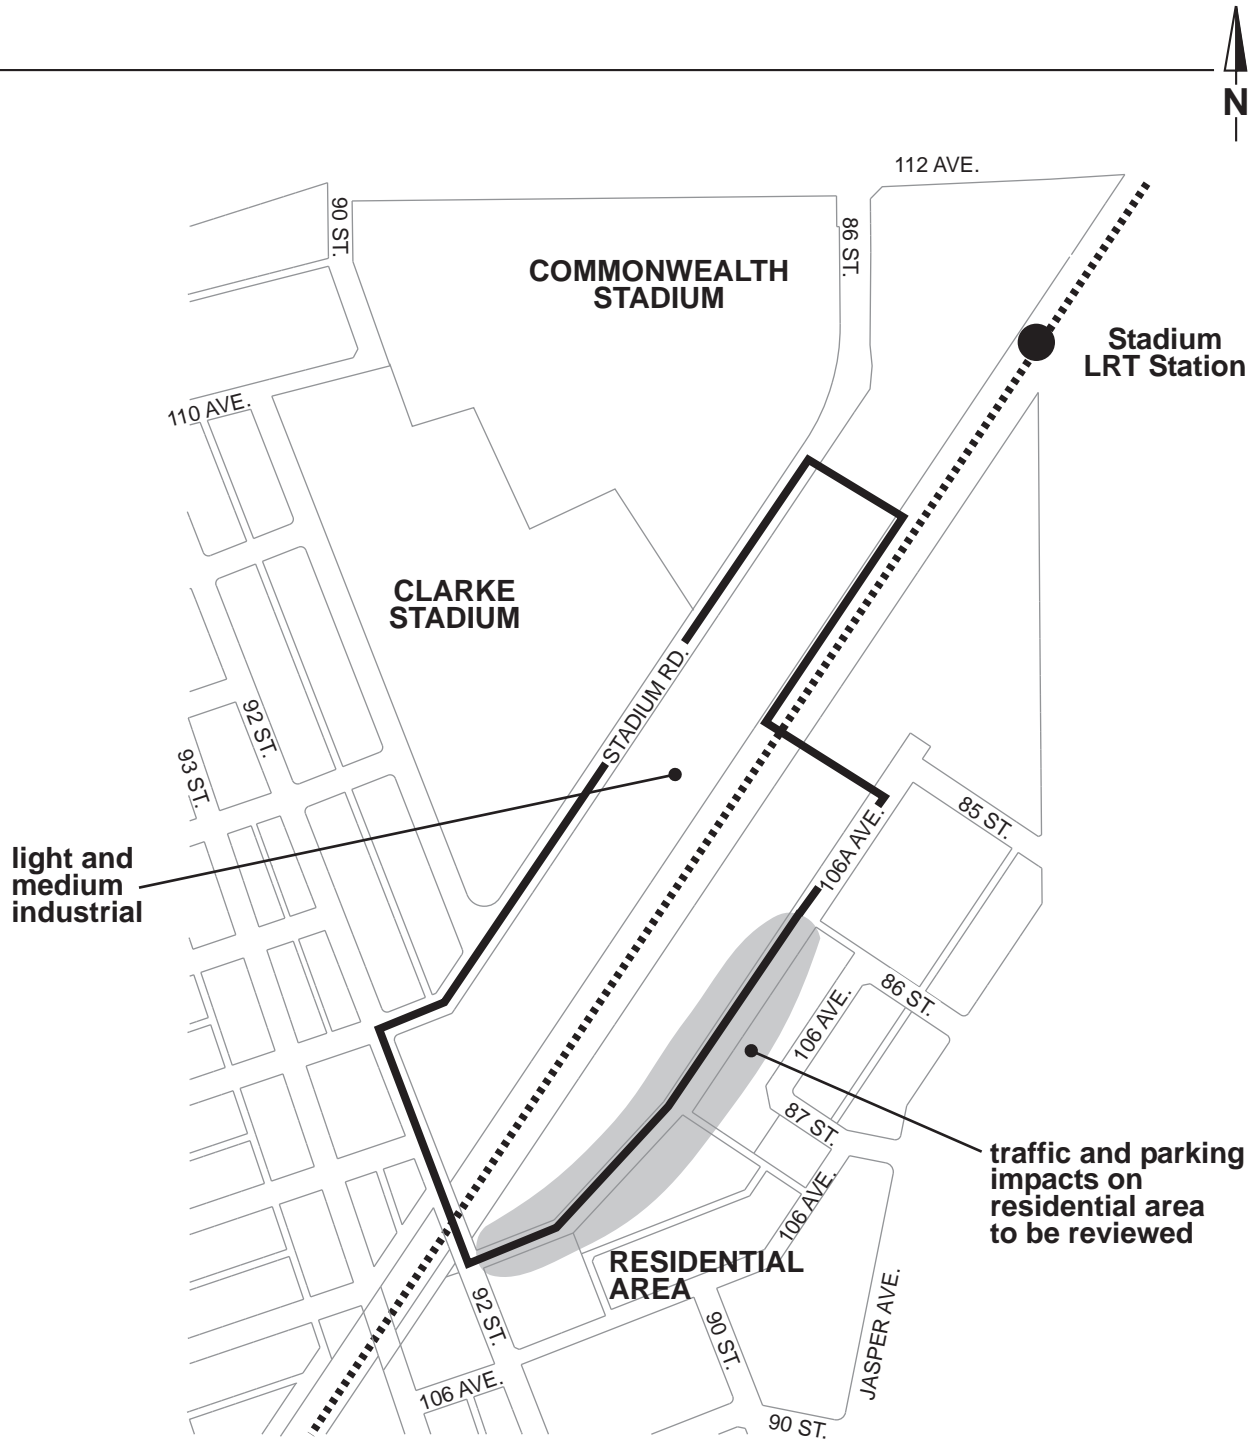 N
112 AVE.
90 ST.
86 ST.
COMMONWEALTH
STADIUM
Stadium
LRT Station
110 AVE.
CLARKE
STADIUM
STADIUM RD.
92 ST.
93 ST.
85 ST.
106A AVE.
light and
medium
industrial
86 ST.
106 AVE.
87 ST.
traffic and parking
impacts on
residential area
to be reviewed
106 AVE.
RESIDENTIAL
AREA
92 ST.
90 ST.
JASPER AVE.
106 AVE.
90 ST.